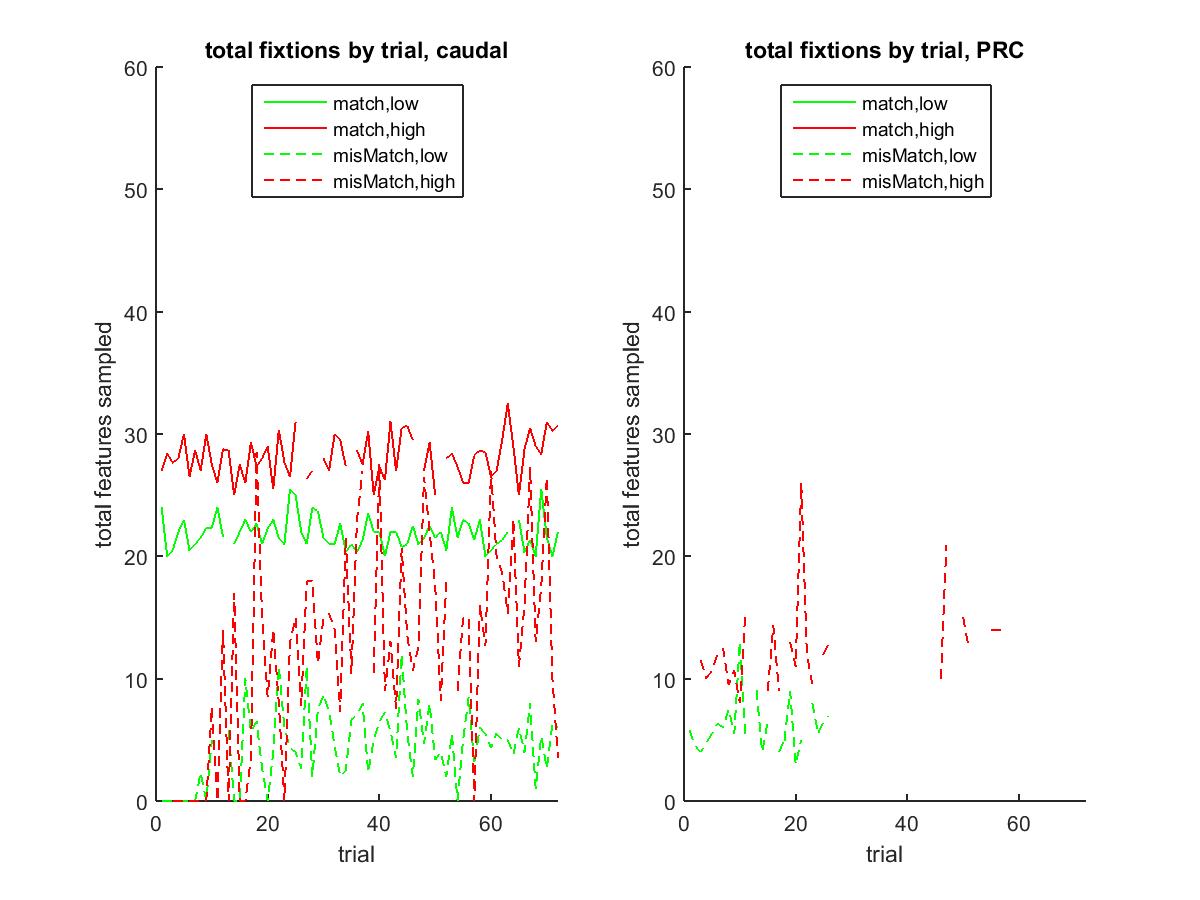 total fixtions by trial, caudal
60
50
40
30
20
10
0
0 20 40 60
total features sampled
trial
match,low
match,high
misMatch,low
misMatch,high
total fixtions by trial, PRC
60
50
40
30
20
10
0
0 20 40 60
total features sampled
trial
match,low
match,high
misMatch,low
misMatch,high